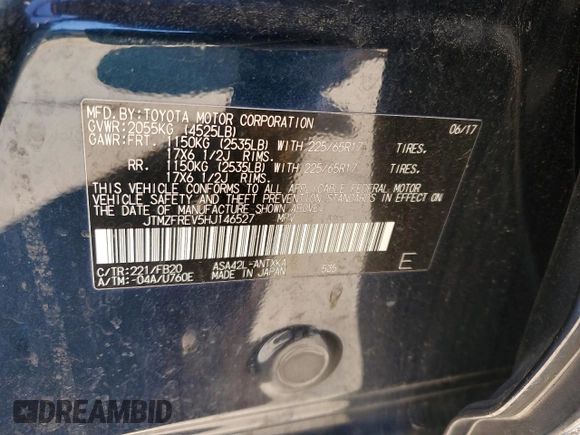 MFD.BY:TOYOTA MOTOR CORPORATION 06/17
GVWR:2055KG (4525LB)
GAWR:FRT. 1150KG (2535LB) WITH 225/65R17 TIRES.
17X6 1/2J RIMS.
RR. 1150KG (2535LB) WITH 225/65R17 TIRES.
17X6 1/2J RIMS.
THIS VEHICLE CONFORMS TO ALL APPLICABLE FEDERAL MOTOR
VEHICLE SAFETY AND THEFT PREVENTION STANDARDS IN EFFECT ON
THE DATE OF MANUFACTURE SHOWN ABOVE.
JTMZFREV5HJ146527 MPV
C/TR:221/FB20 ASA42L-ANTXKA 535
A/TM:-04A/U760E MADE IN JAPAN E
DREAMBID